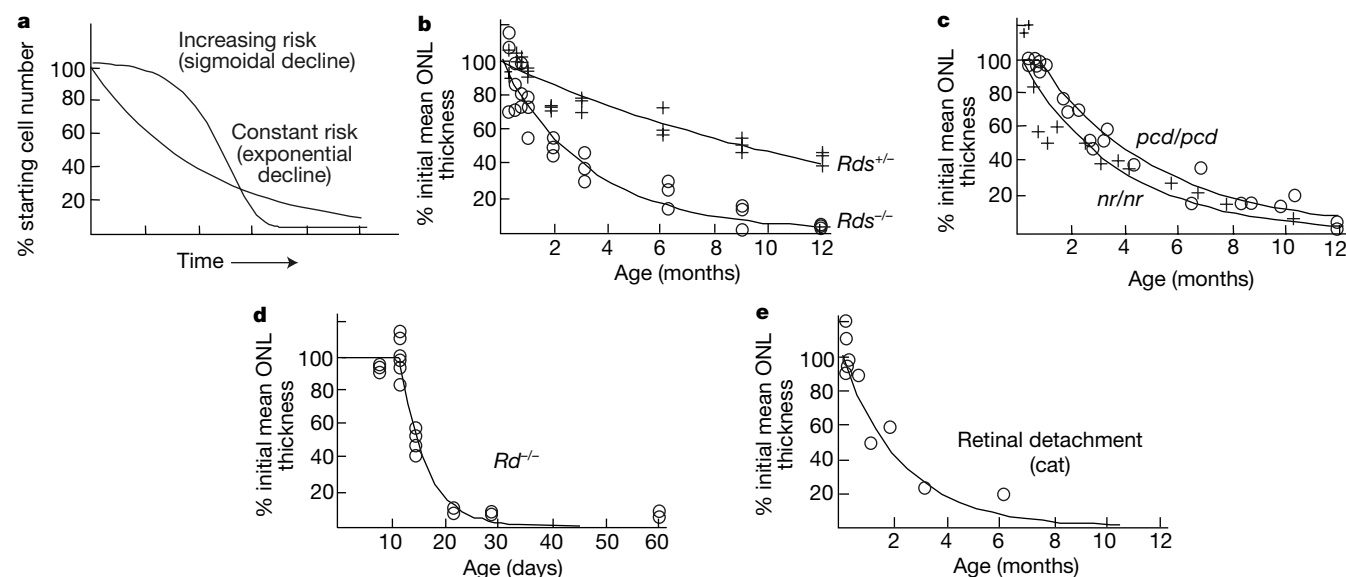 a
% starting cell number
100
80
60
40
20
Increasing risk
(sigmoidal decline)
Constant risk
(exponential
decline)
Time
b
% initial mean ONL
thickness
100
80
60
40
20
Rds+/−
Rds−/−
2 4 6 8 10 12
Age (months)
c
% initial mean ONL
thickness
100
80
60
40
20
pcd/pcd
nr/nr
2 4 6 8 10 12
Age (months)
d
% initial mean ONL
thickness
100
80
60
40
20
Rd−/−
10 20 30 40 50 60
Age (days)
e
% initial mean ONL
thickness
100
80
60
40
20
Retinal detachment
(cat)
2 4 6 8 10 12
Age (months)